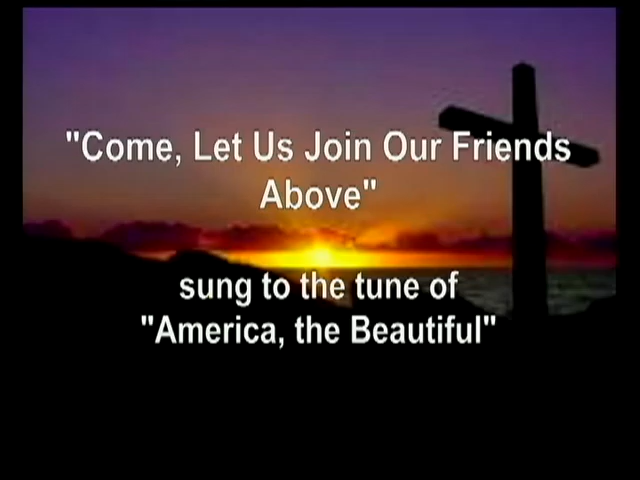 "Come, Let Us Join Our Friends
Above"
sung to the tune of
"America, the Beautiful"